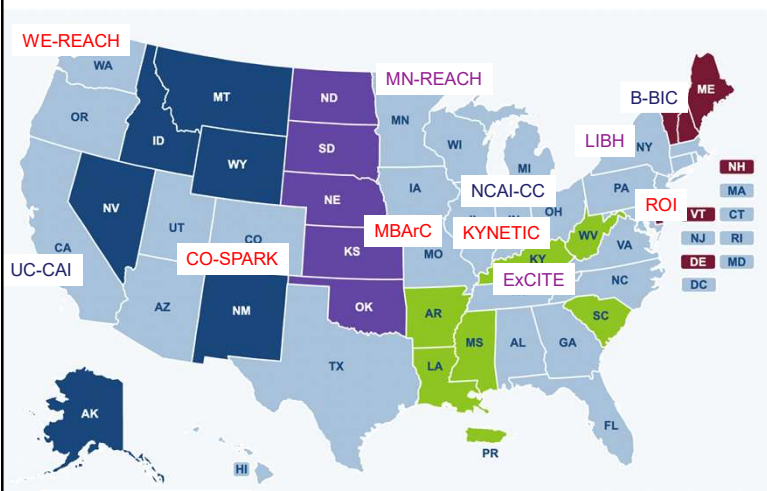 WE-REACH
WA
MT
ND
MN-REACH
ME
OR
MN
B-BIC
ID
SD
WI
LIBH
NY
WY
MI
NH
NV
NE
IA
NCAI-CC
PA
MA
UT
OH
ROI
VT
CT
CO
MBArC
KYNETIC
WV
NJ
RI
CA
CO-SPARK
KS
MO
KY
VA
DE
MD
UC-CAI
ExCITE
NC
DC
AZ
NM
OK
AR
SC
MS
AL
GA
TX
LA
AK
FL
PR
HI